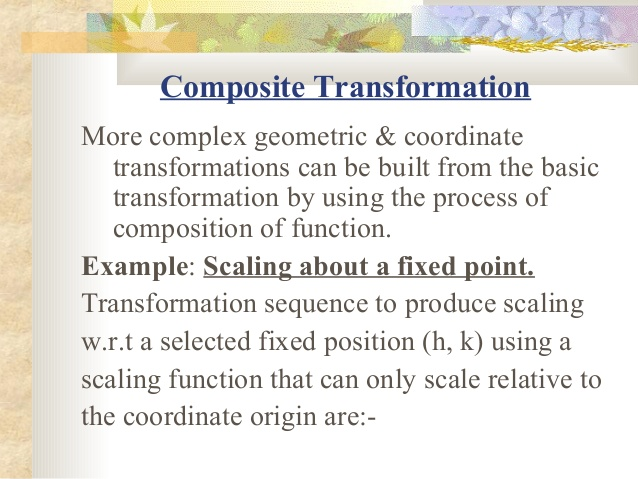 Composite Transformation
More complex geometric & coordinate
transformations can be built from the basic
transformation by using the process of
composition of function.
Example: Scaling about a fixed point.
Transformation sequence to produce scaling
w.r.t a selected fixed position (h, k) using a
scaling function that can only scale relative to
the coordinate origin are:-